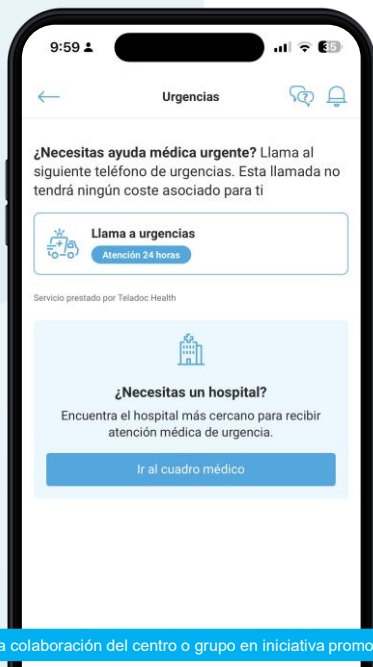 9:59
35
Urgencias
¿Necesitas ayuda médica urgente? Llama al
siguiente teléfono de urgencias. Esta llamada no
tendrá ningún coste asociado para ti
Llama a urgencias
Atención 24 horas
Servicio prestado por Teladoc Health
¿Necesitas un hospital?
Encuentra el hospital más cercano para recibir
atención médica de urgencia.
Ir al cuadro médico
a colaboración del centro o grupo en iniciativa promo